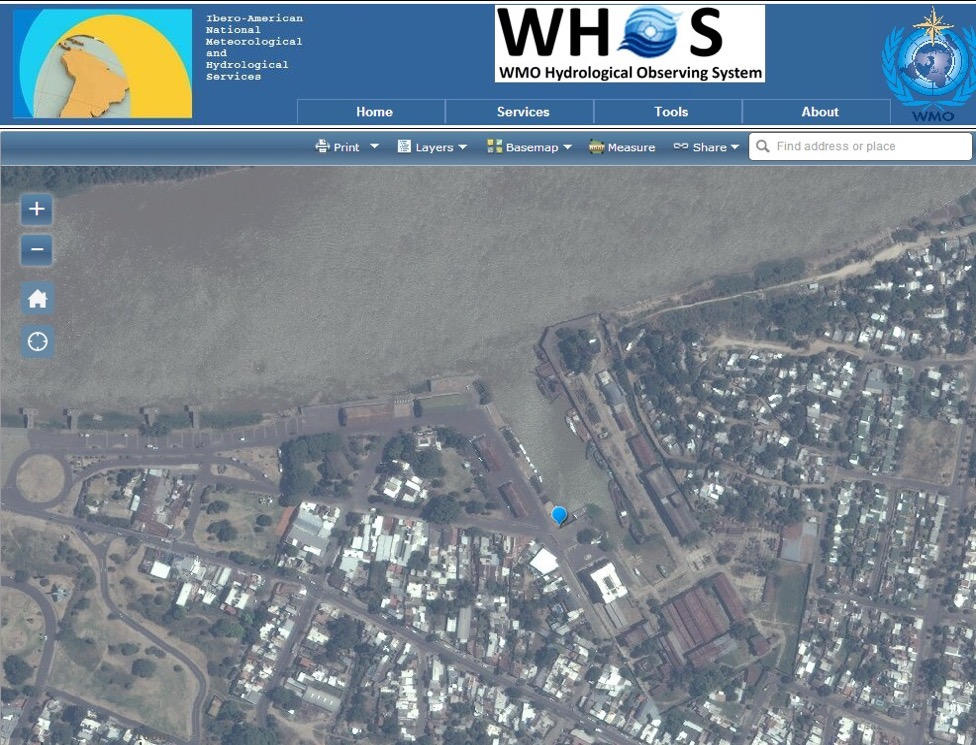 Ibero-American
National
Meteorological
and
Hydrological
Services
WHOS
WMO Hydrological Observing System
WMO
Home Services Tools About
Print Layers Basemap Measure Share Find address or place